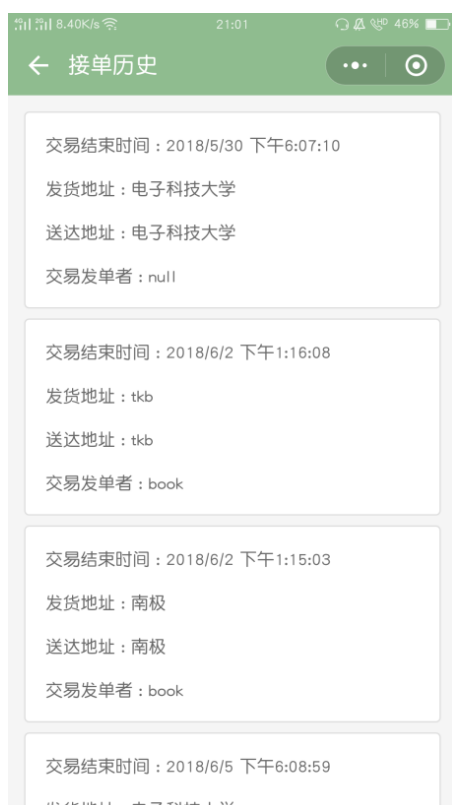 8.40K/s 21:01 46%
接单历史
交易结束时间：2018/5/30 下午6:07:10
发货地址：电子科技大学
送达地址：电子科技大学
交易发单者：null
交易结束时间：2018/6/2 下午1:16:08
发货地址：tkb
送达地址：tkb
交易发单者：book
交易结束时间：2018/6/2 下午1:15:03
发货地址：南极
送达地址：南极
交易发单者：book
交易结束时间：2018/6/5 下午6:08:59